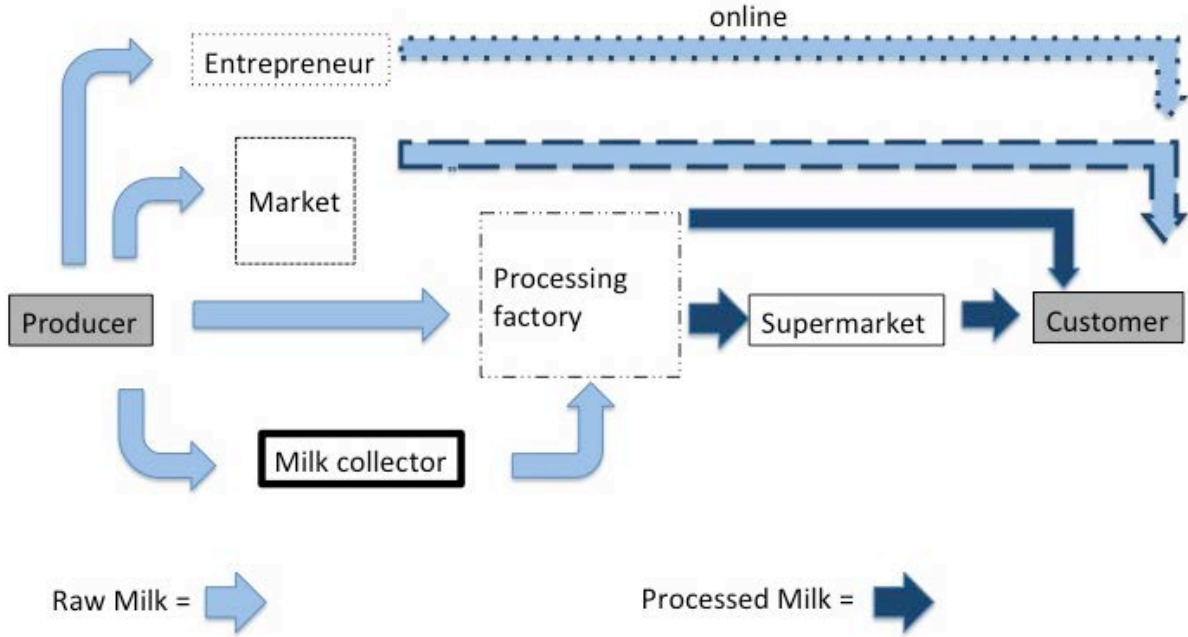 online
Entrepreneur
Market
Processing
factory
Producer
Supermarket
Customer
Milk collector
Raw Milk =
Processed Milk =